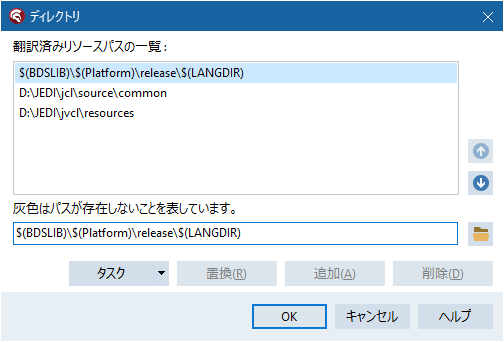 ディレクトリ
翻訳済みリソースパスの一覧:
$(BDSLIB)\$(Platform)\release\$(LANGDIR)
D:\JEDI\jcl\source\common
D:\JEDI\jvcl\resources
灰色はパスが存在しないことを表しています。
$(BDSLIB)\$(Platform)\release\$(LANGDIR)
タスク 置換(R) 追加(A) 削除(D)
OK キャンセル ヘルプ